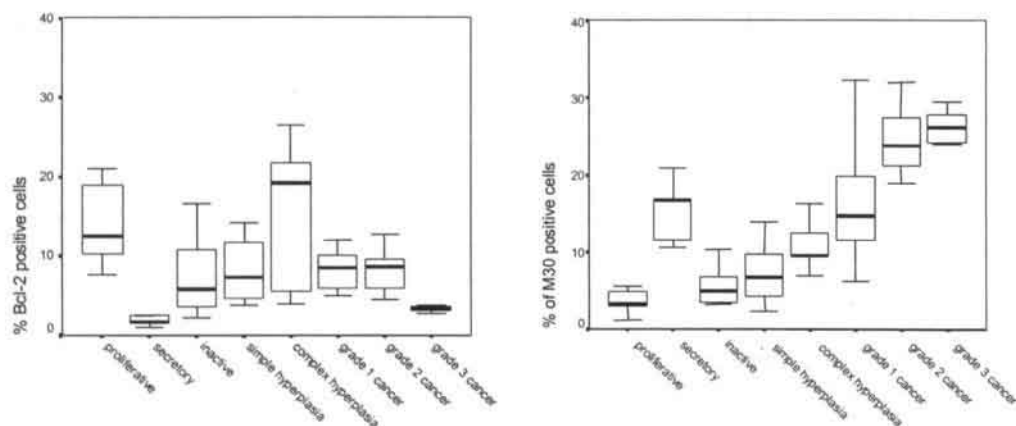 % Bcl-2 positive cells
40
30
20
10
0
proliferative
secretory
inactive
simple hyperplasia
complex hyperplasia
grade 1 cancer
grade 2 cancer
grade 3 cancer
% of M30 positive cells
40
30
20
10
0
proliferative
secretory
inactive
simple hyperplasia
complex hyperplasia
grade 1 cancer
grade 2 cancer
grade 3 cancer